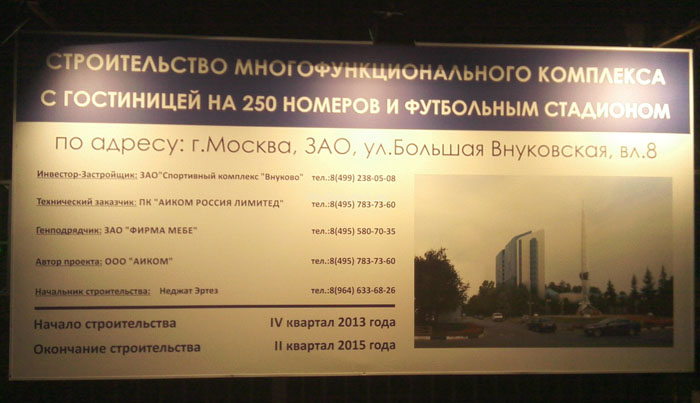 СТРОИТЕЛЬСТВО МНОГОФУНКЦИОНАЛЬНОГО КОМПЛЕКСА
С ГОСТИНИЦЕЙ НА 250 НОМЕРОВ И ФУТБОЛЬНЫМ СТАДИОНОМ
по адресу: г.Москва, ЗАО, ул.Большая Внуковская, вл.8
Инвестор-Застройщик: ЗАО"Спортивный комплекс "Внуково" тел.:8(499) 238-05-08
Технический заказчик: ПК "АИКОМ РОССИЯ ЛИМИТЕД" тел.:8(495) 783-73-60
Генподрядчик: ЗАО "ФИРМА МЕБЕ" тел.:8(495) 580-70-35
Автор проекта: ООО "АИКОМ" тел.:8(495) 783-73-60
Начальник строительства: Неджат Эртез тел.:8(964) 633-68-26
Начало строительства IV квартал 2013 года
Окончание строительства II квартал 2015 года